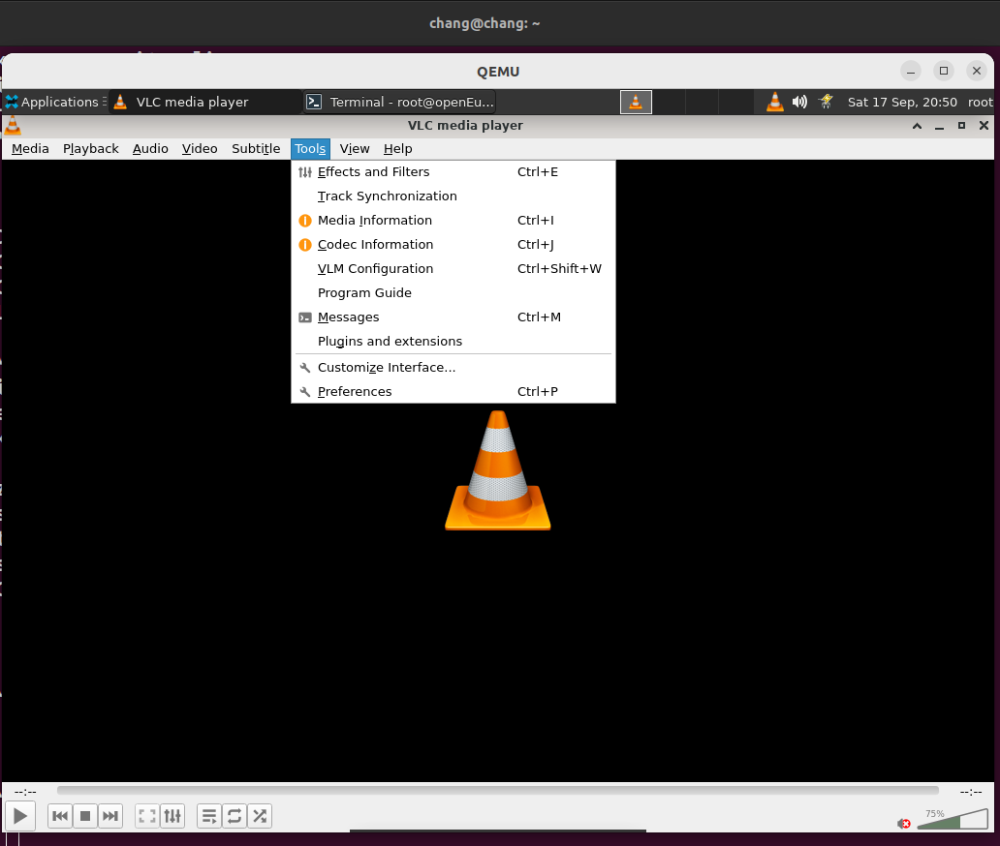 chang@chang: ~
QEMU
Applications VLC media player Terminal - root@openEu... Sat 17 Sep, 20:50 root
VLC media player
Media Playback Audio Video Subtitle Tools View Help
Effects and Filters Ctrl+E
Track Synchronization
Media Information Ctrl+I
Codec Information Ctrl+J
VLM Configuration Ctrl+Shift+W
Program Guide
Messages Ctrl+M
Plugins and extensions
Customize Interface...
Preferences Ctrl+P
--:-- --:--
75%